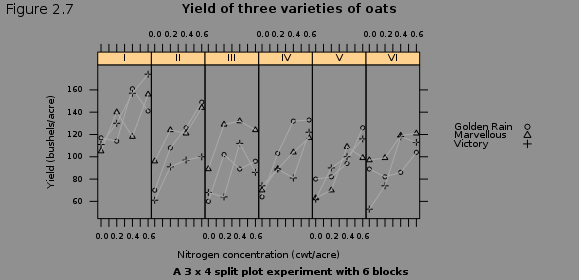 Figure 2.7
Yield of three varieties of oats
0.0 0.2 0.4 0.6 0.0 0.2 0.4 0.6 0.0 0.2 0.4 0.6
I II III IV V VI
160
140
120
100
80
60
Yield (bushels/acre)
Golden Rain
Marvellous
Victory
0.0 0.2 0.4 0.6 0.0 0.2 0.4 0.6 0.0 0.2 0.4 0.6
Nitrogen concentration (cwt/acre)
A 3 x 4 split plot experiment with 6 blocks